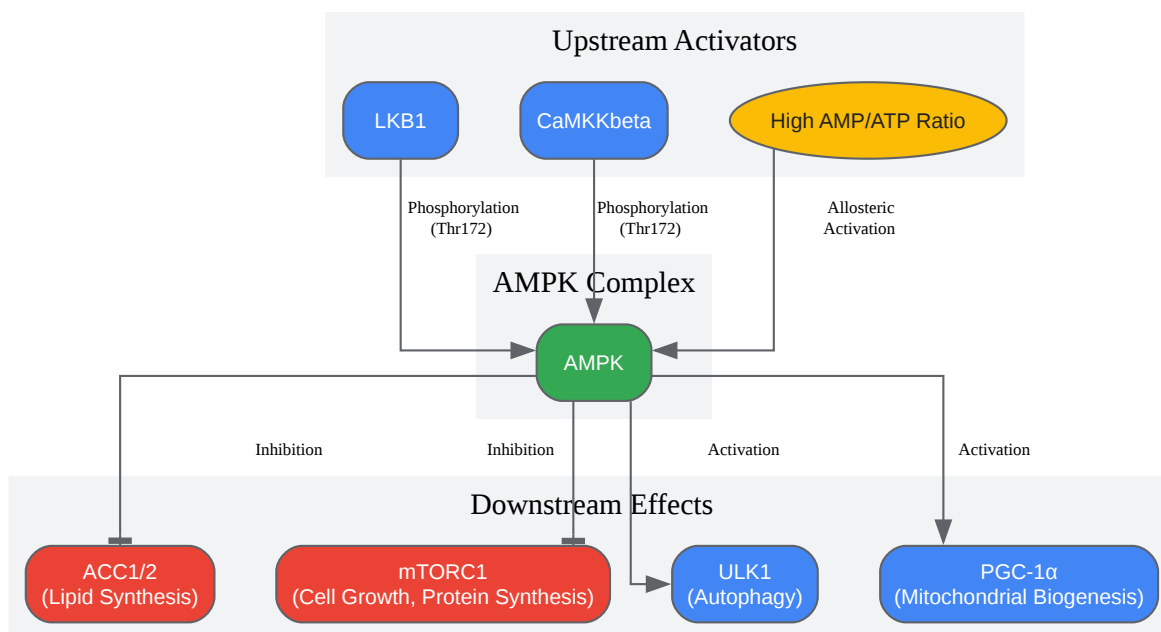 Upstream Activators
LKB1
CaMKKbeta
High AMP/ATP Ratio
Phosphorylation
(Thr172)
Phosphorylation
(Thr172)
Allosteric
Activation
AMPK Complex
AMPK
Inhibition
Inhibition
Activation
Activation
Downstream Effects
ACC1/2
(Lipid Synthesis)
mTORC1
(Cell Growth, Protein Synthesis)
ULK1
(Autophagy)
PGC-1α
(Mitochondrial Biogenesis)